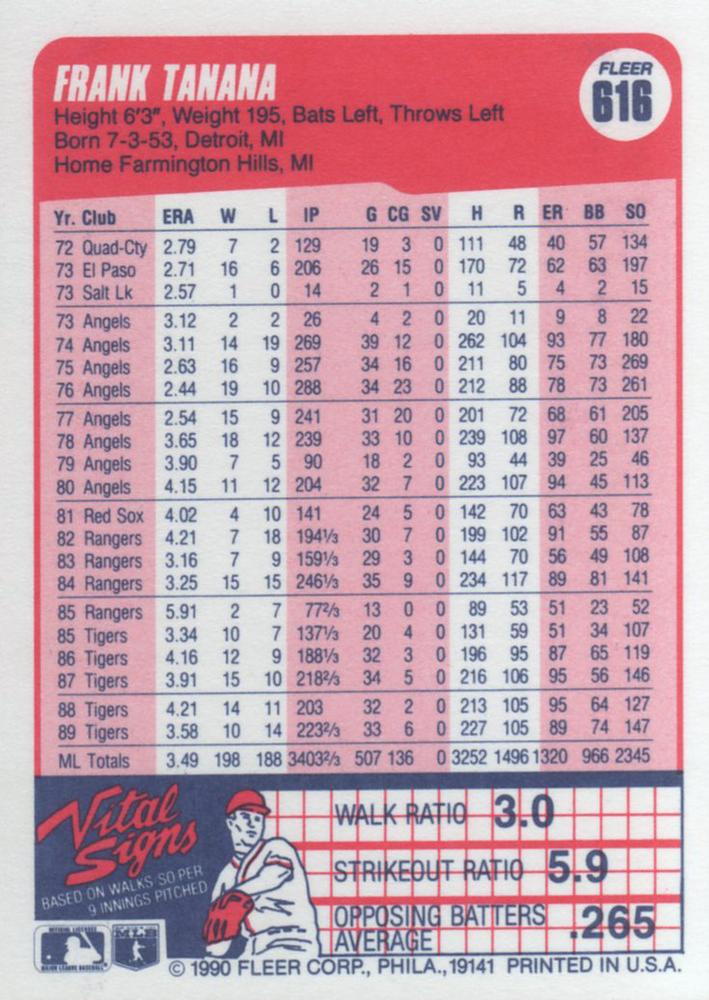 FRANK TANANA
FLEER
616
Height 6'3", Weight 195, Bats Left, Throws Left
Born 7-3-53, Detroit, MI
Home Farmington Hills, MI
Yr. Club ERA W L IP G CG SV H R ER BB SO
72 Quad-Cty 2.79 7 2 129 19 3 0 111 48 40 57 134
73 El Paso 2.71 16 6 206 26 15 0 170 72 62 63 197
73 Salt Lk 2.57 1 0 14 2 1 0 11 5 4 2 15
73 Angels 3.12 2 2 26 4 2 0 20 11 9 8 22
74 Angels 3.11 14 19 269 39 12 0 262 104 93 77 180
75 Angels 2.63 16 9 257 34 16 0 211 80 75 73 269
76 Angels 2.44 19 10 288 34 23 0 212 88 78 73 261
77 Angels 2.54 15 9 241 31 20 0 201 72 68 61 205
78 Angels 3.65 18 12 239 33 10 0 239 108 97 60 137
79 Angels 3.90 7 5 90 18 2 0 93 44 39 25 46
80 Angels 4.15 11 12 204 32 7 0 223 107 94 45 113
81 Red Sox 4.02 4 10 141 24 5 0 142 70 63 43 78
82 Rangers 4.21 7 18 194⅓ 30 7 0 199 102 91 55 87
83 Rangers 3.16 7 9 159⅓ 29 3 0 144 70 56 49 108
84 Rangers 3.25 15 15 246⅓ 35 9 0 234 117 89 81 141
85 Rangers 5.91 2 7 77⅔ 13 0 0 89 53 51 23 52
85 Tigers 3.34 10 7 137⅓ 20 4 0 131 59 51 34 107
86 Tigers 4.16 12 9 188⅓ 32 3 0 196 95 87 65 119
87 Tigers 3.91 15 10 218⅔ 34 5 0 216 106 95 56 146
88 Tigers 4.21 14 11 203 32 2 0 213 105 95 64 127
89 Tigers 3.58 10 14 223⅔ 33 6 0 227 105 89 74 147
ML Totals 3.49 198 188 3403⅔ 507 136 0 3252 1496 1320 966 2345
Vital Signs
BASED ON WALKS/SO PER
9 INNINGS PITCHED
WALK RATIO 3.0
STRIKEOUT RATIO 5.9
OPPOSING BATTERS
AVERAGE .265
© 1990 FLEER CORP., PHILA., 19141 PRINTED IN U.S.A.